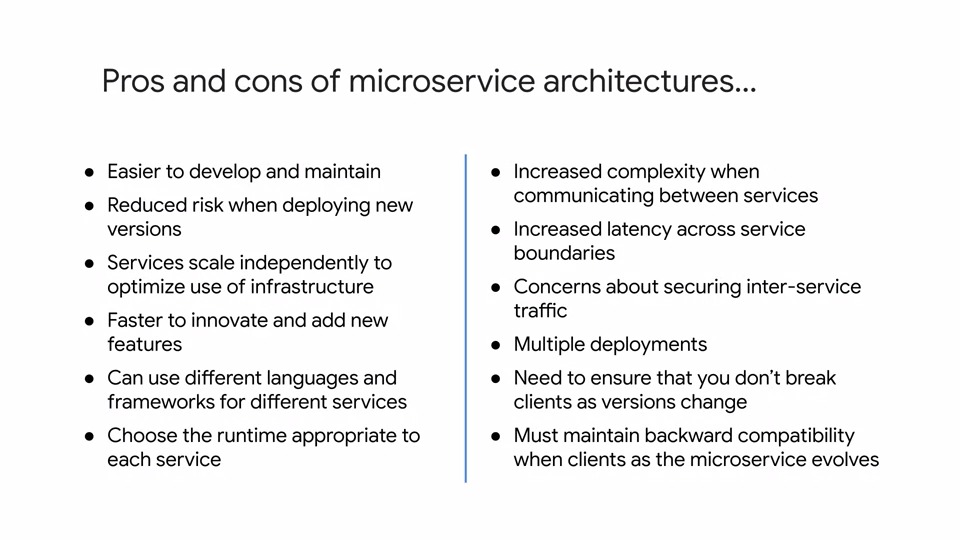 Pros and cons of microservice architectures...
● Easier to develop and maintain
● Reduced risk when deploying new
versions
● Services scale independently to
optimize use of infrastructure
● Faster to innovate and add new
features
● Can use different languages and
frameworks for different services
● Choose the runtime appropriate to
each service
● Increased complexity when
communicating between services
● Increased latency across service
boundaries
● Concerns about securing inter-service
traffic
● Multiple deployments
● Need to ensure that you don’t break
clients as versions change
● Must maintain backward compatibility
when clients as the microservice evolves